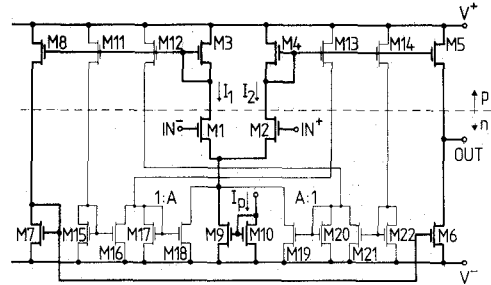 V+
M8 M11 M12 M3 M4 M13 M14 M5
I1 I2
p
n
IN- M1 M2 IN+
OUT
1:A Ip A:1
M7 M15 M16 M17 M18 M9 M10 M19 M20 M21 M22 M6
V-